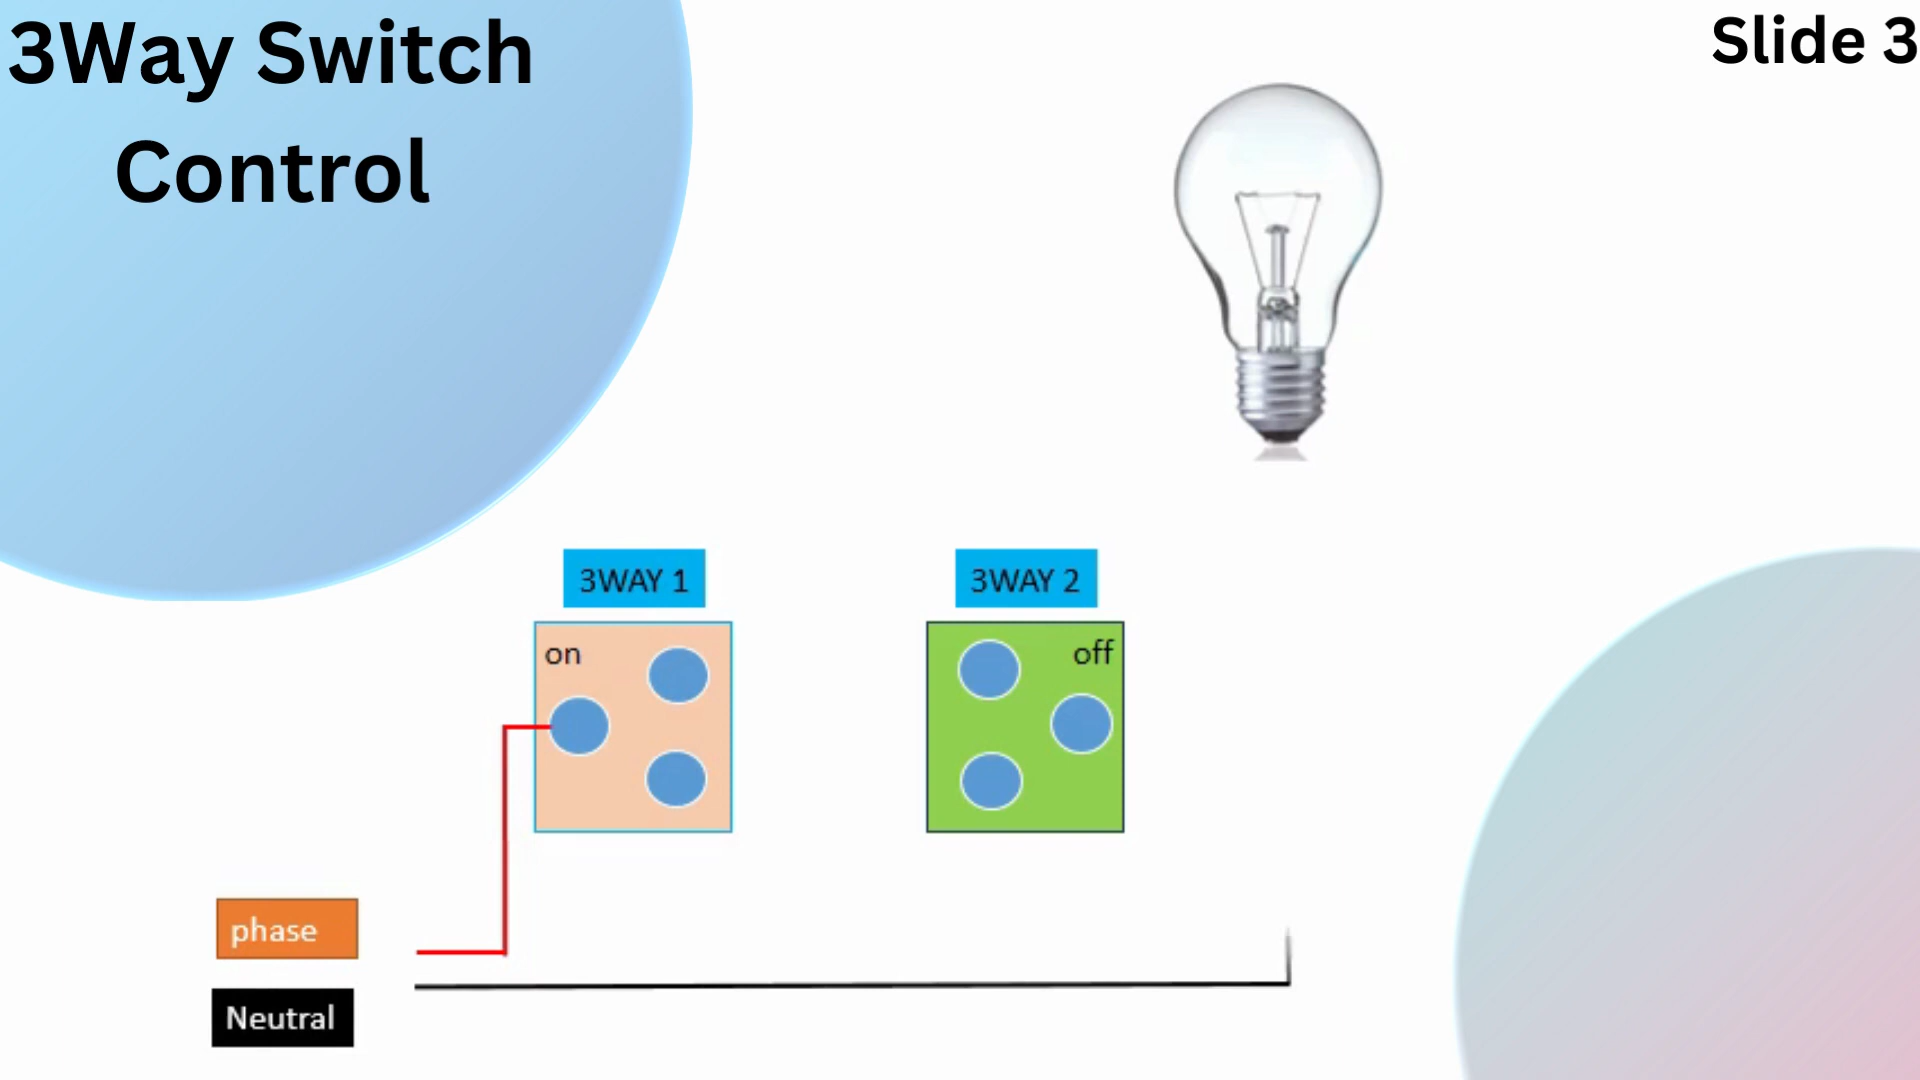 3Way Switch
Control
Slide 3
3WAY 1
3WAY 2
on
off
phase
Neutral